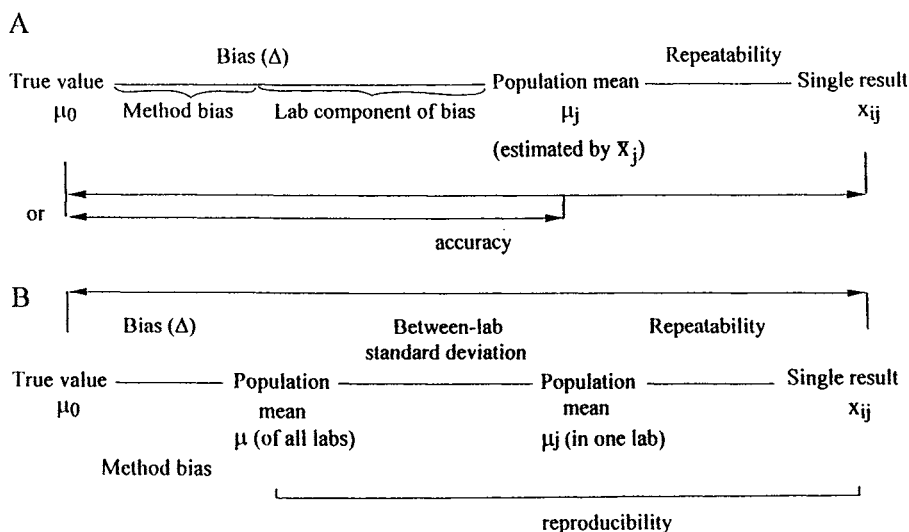 A
Bias (Δ) Repeatability
True value Population mean Single result
μ0 Method bias Lab component of bias μj xij
(estimated by x̄j)
or
accuracy
B
Bias (Δ) Between-lab Repeatability
standard deviation
True value Population Population Single result
μ0 mean mean xij
μ (of all labs) μj (in one lab)
Method bias
reproducibility